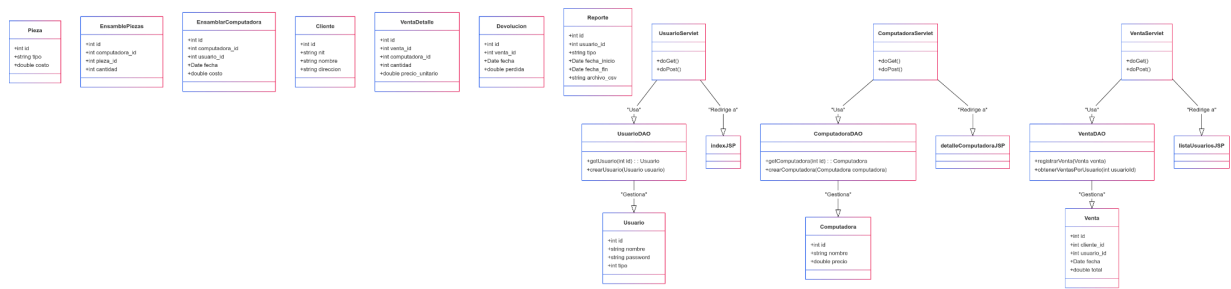 Pieza
+int id
+string tipo
+double costo
EnsamblePiezas
+int id
+int computadora_id
+int pieza_id
+int cantidad
EnsamblarComputadora
+int id
+int computadora_id
+int usuario_id
+Date fecha
+double costo
Cliente
+int id
+string nit
+string nombre
+string direccion
VentaDetalle
+int id
+int venta_id
+int computadora_id
+int cantidad
+double precio_unitario
Devolucion
+int id
+int venta_id
+Date fecha
+double perdida
Reporte
+int id
+int usuario_id
+string tipo
+Date fecha_inicio
+Date fecha_fin
+string archivo_csv
UsuarioServlet
+doGet()
+doPost()
"Usa"
"Redirige a"
UsuarioDAO
+getUsuario(int id) : : Usuario
+crearUsuario(Usuario usuario)
indexJSP
"Gestiona"
Usuario
+int id
+string nombre
+string password
+int tipo
ComputadoraServlet
+doGet()
+doPost()
"Usa"
"Redirige a"
ComputadoraDAO
+getComputadora(int id) : : Computadora
+crearComputadora(Computadora computadora)
detalleComputadoraJSP
"Gestiona"
Computadora
+int id
+string nombre
+double precio
VentaServlet
+doGet()
+doPost()
"Usa"
"Redirige a"
VentaDAO
+registrarVenta(Venta venta)
+obtenerVentasPorUsuario(int usuarioId)
listaUsuariosJSP
"Gestiona"
Venta
+int id
+int cliente_id
+int usuario_id
+Date fecha
+double total